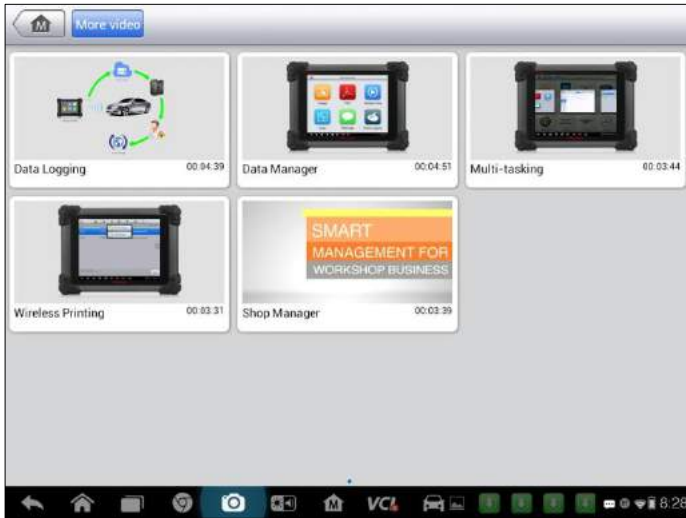 M
More video
Data Logging 00:04:39
Data Manager 00:04:51
Multi-tasking 00:03:44
SMART
MANAGEMENT FOR
WORKSHOP BUSINESS
Wireless Printing 00:03:31
Shop Manager 00:03:39
M VCI 8:28